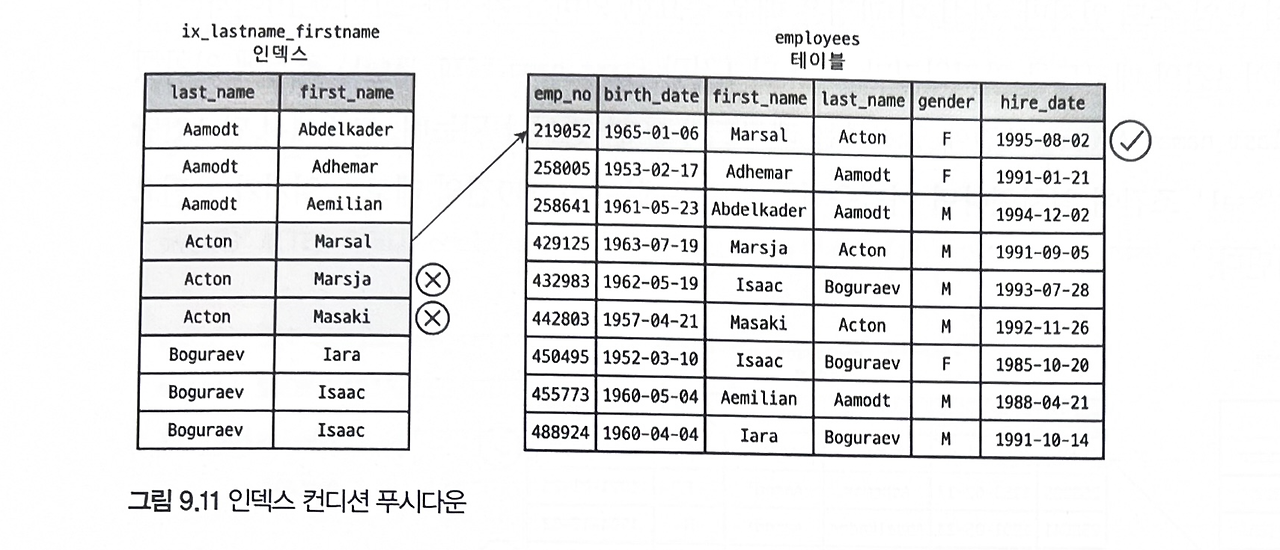 ix_lastname_firstname
인덱스
last_name first_name
Aamodt Abdelkader
Aamodt Adhemar
Aamodt Aemilian
Acton Marsal
Acton Marsja
Acton Masaki
Boguraev Iara
Boguraev Isaac
Boguraev Isaac
employees
테이블
emp_no birth_date first_name last_name gender hire_date
219052 1965-01-06 Marsal Acton F 1995-08-02
258005 1953-02-17 Adhemar Aamodt F 1991-01-21
258641 1961-05-23 Abdelkader Aamodt M 1994-12-02
429125 1963-07-19 Marsja Acton M 1991-09-05
432983 1962-05-19 Isaac Boguraev M 1993-07-28
442803 1957-04-21 Masaki Acton M 1992-11-26
450495 1952-03-10 Isaac Boguraev F 1985-10-20
455773 1960-05-04 Aemilian Aamodt M 1988-04-21
488924 1960-04-04 Iara Boguraev M 1991-10-14
그림 9.11 인덱스 컨디션 푸시다운